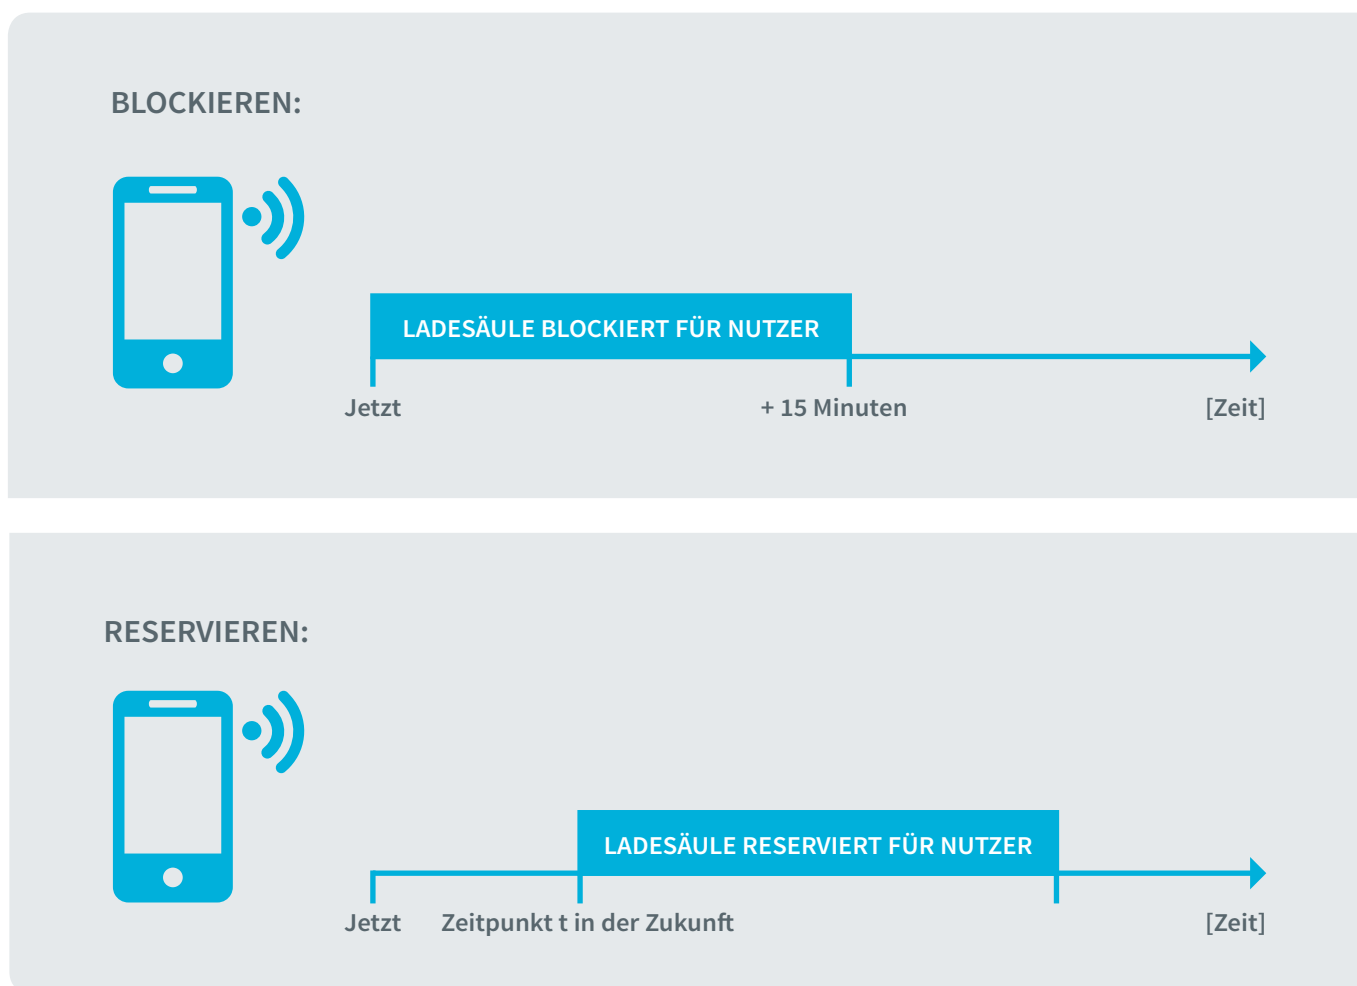 BLOCKIEREN:
LADESÄULE BLOCKIERT FÜR NUTZER
Jetzt
+ 15 Minuten
[Zeit]
RESERVIEREN:
LADESÄULE RESERVIERT FÜR NUTZER
Jetzt
Zeitpunkt t in der Zukunft
[Zeit]